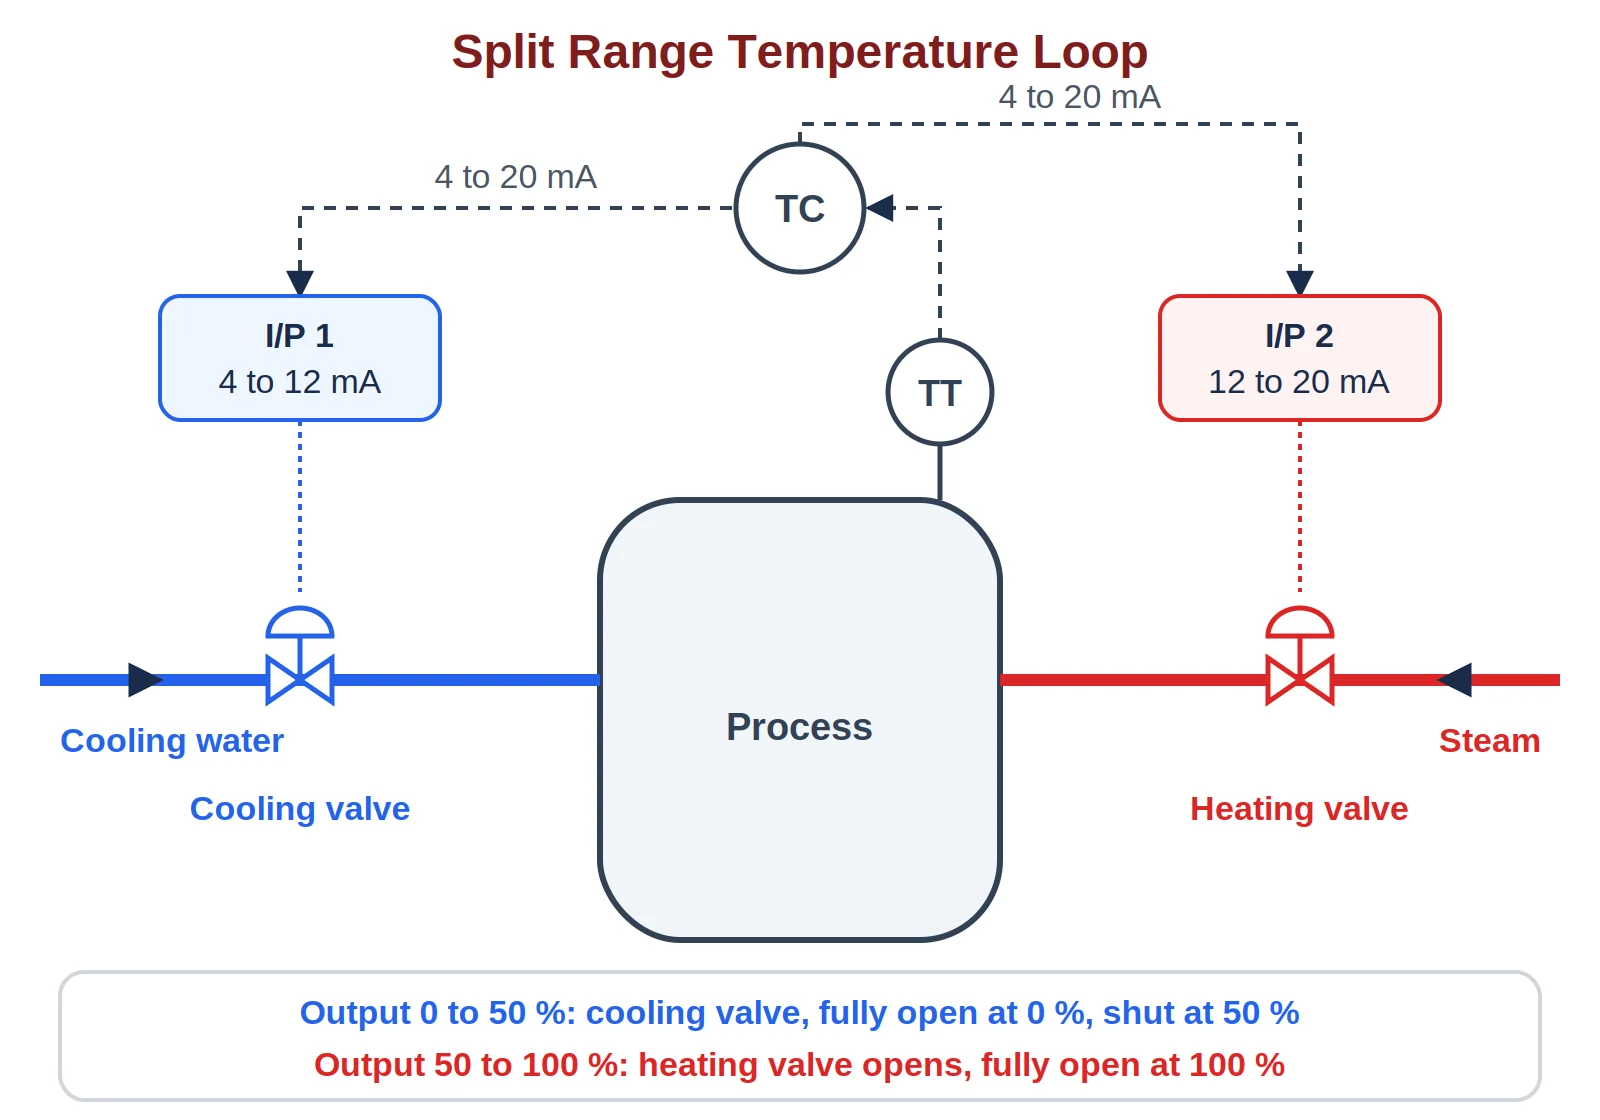 Split Range Temperature Loop
4 to 20 mA
4 to 20 mA
TC
I/P 1
4 to 12 mA
TT
I/P 2
12 to 20 mA
Process
Cooling water
Steam
Cooling valve
Heating valve
Output 0 to 50 %: cooling valve, fully open at 0 %, shut at 50 %
Output 50 to 100 %: heating valve opens, fully open at 100 %